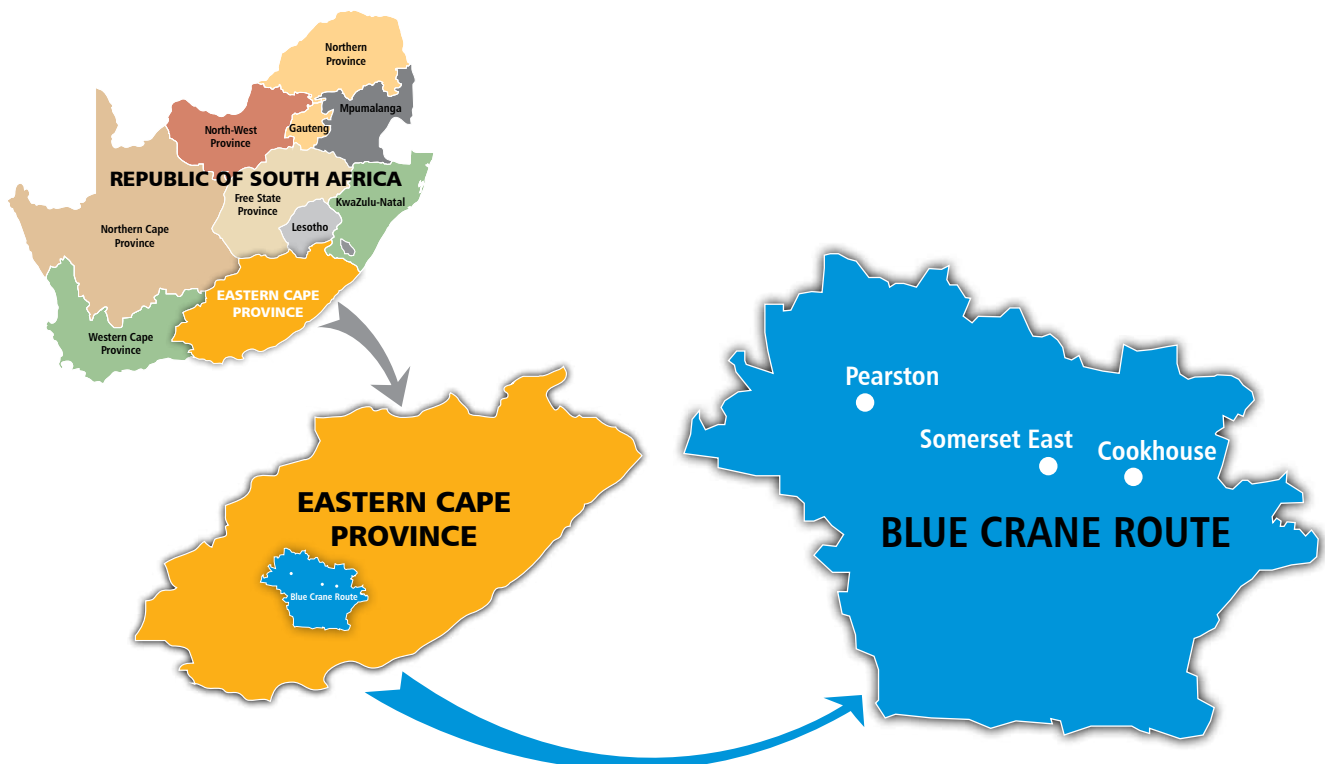 Northern
Province
Mpumalanga
Gauteng
North-West
Province
REPUBLIC OF SOUTH AFRICA
Free State
Province
KwaZulu-Natal
Lesotho
Northern Cape
Province
EASTERN CAPE
PROVINCE
Western Cape
Province
EASTERN CAPE
PROVINCE
Blue Crane Route
Pearston
Somerset East
Cookhouse
BLUE CRANE ROUTE